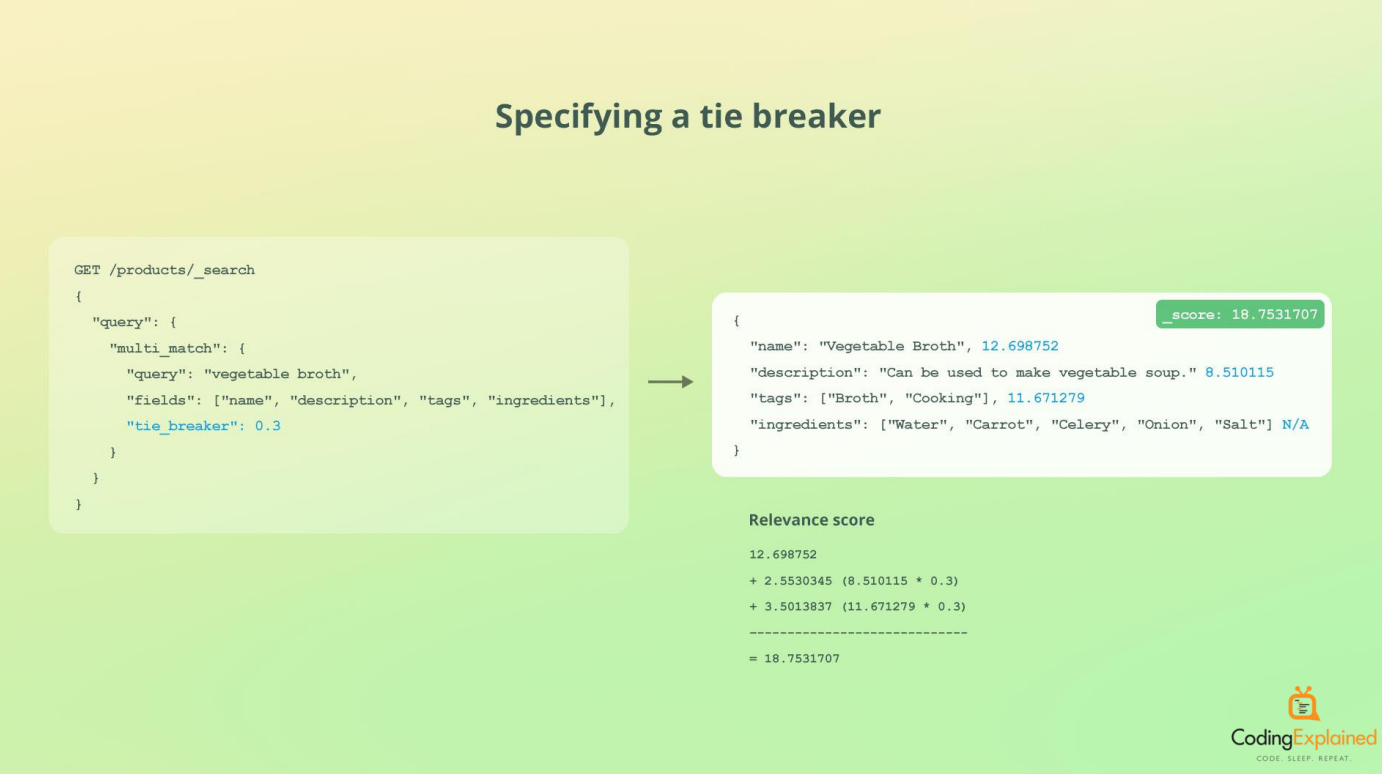 Specifying a tie breaker
GET /products/_search
{
"query": {
"multi_match": {
"query": "vegetable broth",
"fields": ["name", "description", "tags", "ingredients"],
"tie_breaker": 0.3
}
}
}
_score: 18.7531707
{
"name": "Vegetable Broth", 12.698752
"description": "Can be used to make vegetable soup." 8.510115
"tags": ["Broth", "Cooking"], 11.671279
"ingredients": ["Water", "Carrot", "Celery", "Onion", "Salt"] N/A
}
Relevance score
12.698752
+ 2.5530345 (8.510115 * 0.3)
+ 3.5013837 (11.671279 * 0.3)
-----------------------------
= 18.7531707
CodingExplained
CODE. SLEEP. REPEAT.